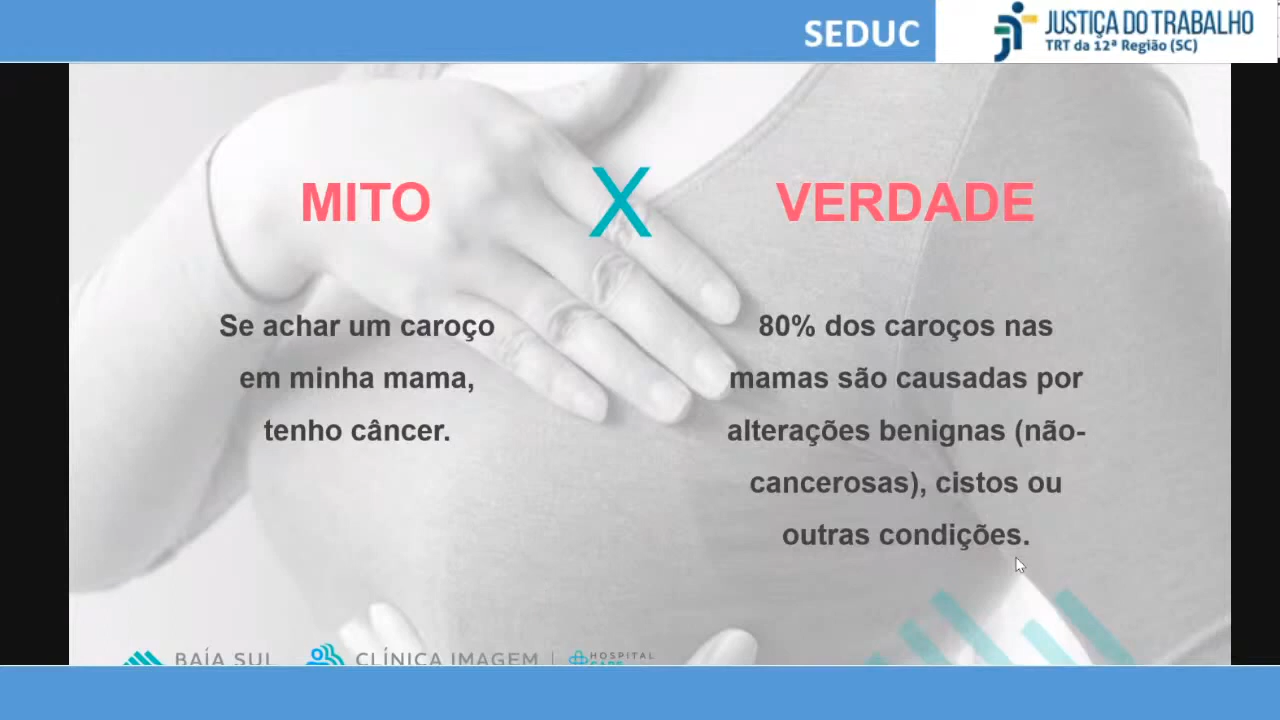 SEDUC
JUSTIÇA DO TRABALHO
TRT da 12ª Região (SC)
MITO
X
VERDADE
Se achar um caroço
em minha mama,
tenho câncer.
80% dos caroços nas
mamas são causadas por
alterações benignas (não-
cancerosas), cistos ou
outras condições.
BAÍA SUL
CLÍNICA IMAGEM
HOSPITAL
CARE